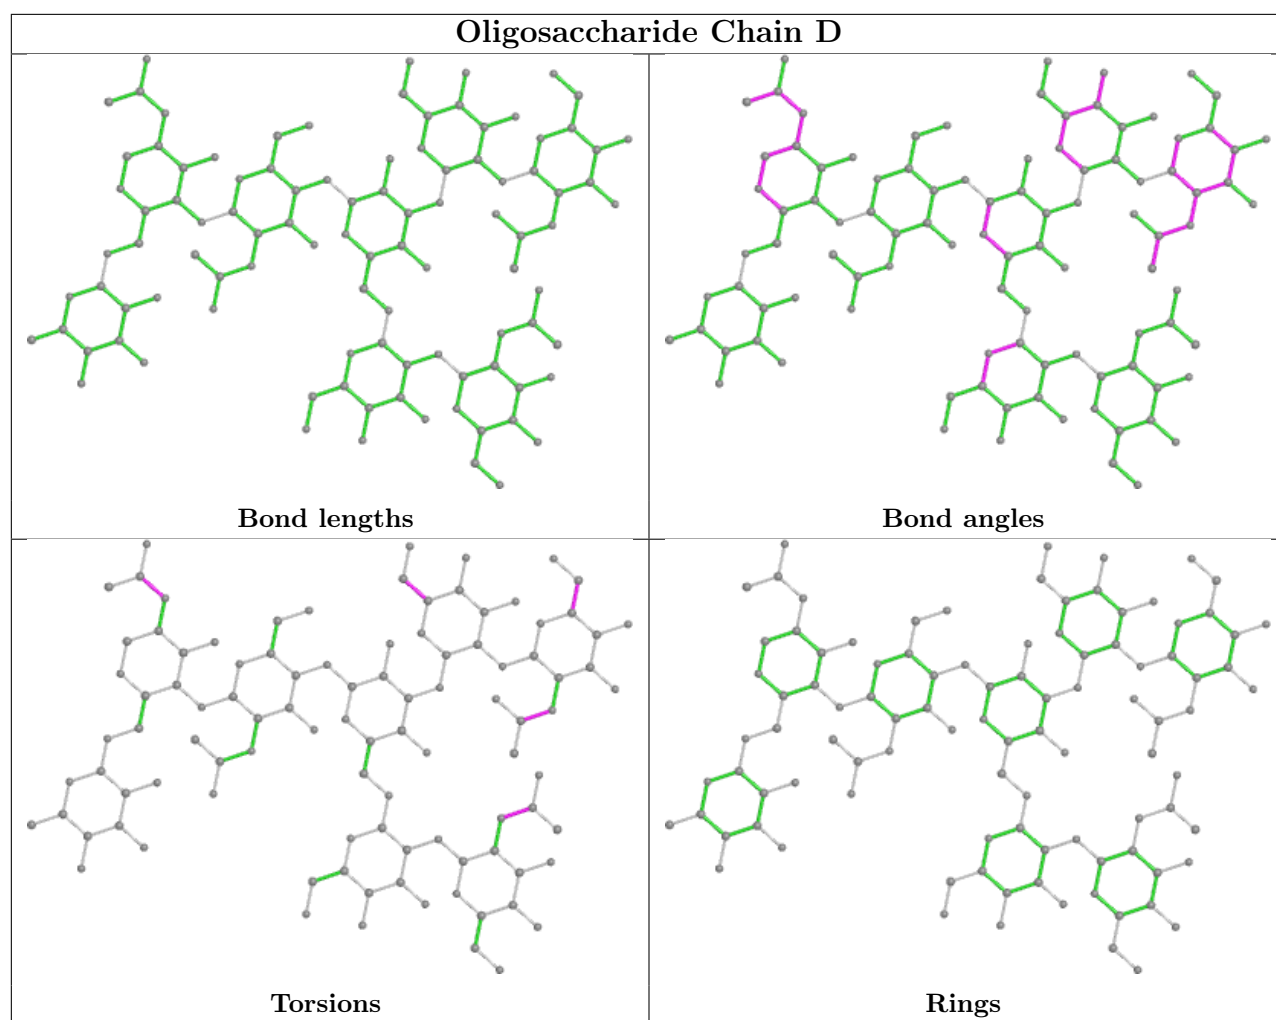 Oligosaccharide Chain D
Bond lengths
Bond angles
Torsions
Rings